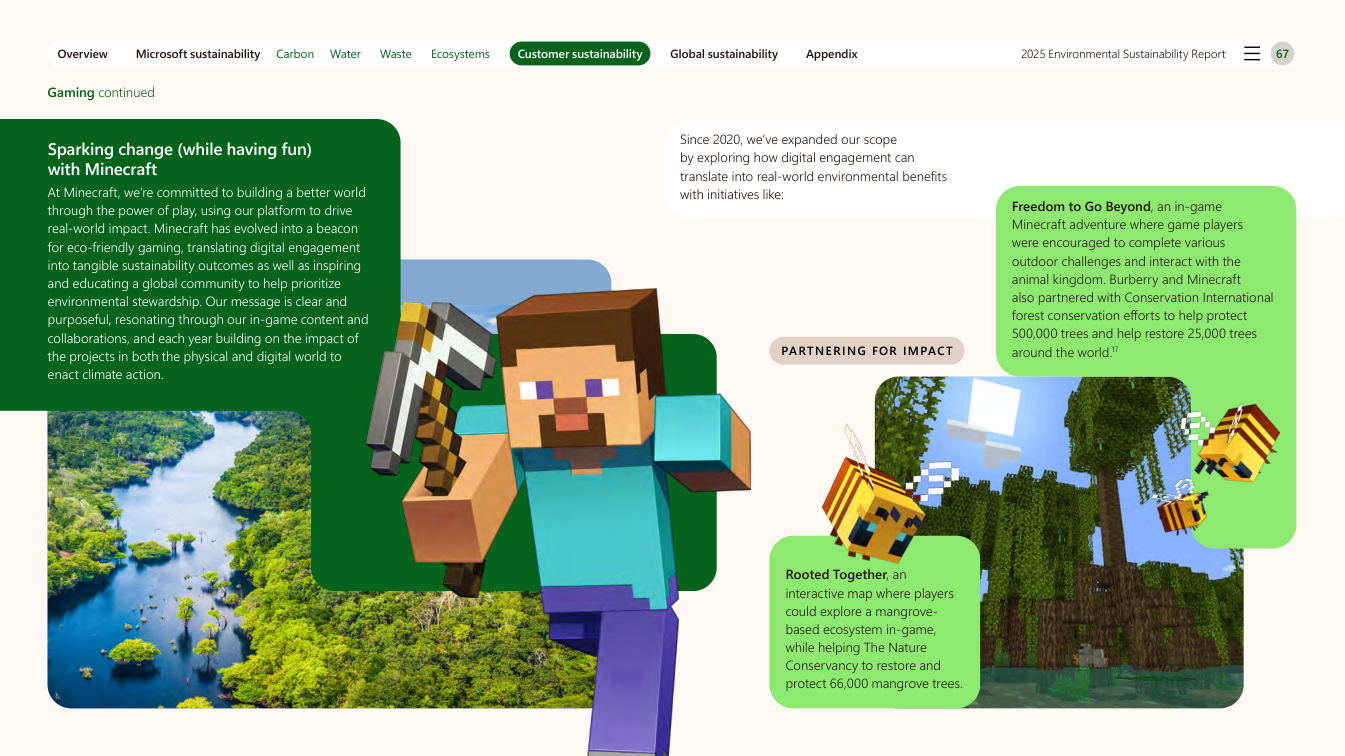 Overview Microsoft sustainability Carbon Water Waste Ecosystems Customer sustainability Global sustainability Appendix 2025 Environmental Sustainability Report 67
Gaming continued
Sparking change (while having fun)
with Minecraft
At Minecraft, we’re committed to building a better world
through the power of play, using our platform to drive
real-world impact. Minecraft has evolved into a beacon
for eco-friendly gaming, translating digital engagement
into tangible sustainability outcomes as well as inspiring
and educating a global community to help prioritize
environmental stewardship. Our message is clear and
purposeful, resonating through our in-game content and
collaborations, and each year building on the impact of
the projects in both the physical and digital world to
enact climate action.
Since 2020, we’ve expanded our scope
by exploring how digital engagement can
translate into real-world environmental benefits
with initiatives like:
Freedom to Go Beyond, an in-game
Minecraft adventure where game players
were encouraged to complete various
outdoor challenges and interact with the
animal kingdom. Burberry and Minecraft
also partnered with Conservation International
forest conservation efforts to help protect
500,000 trees and help restore 25,000 trees
around the world.17
PARTNERING FOR IMPACT
Rooted Together, an
interactive map where players
could explore a mangrove-
based ecosystem in-game,
while helping The Nature
Conservancy to restore and
protect 66,000 mangrove trees.